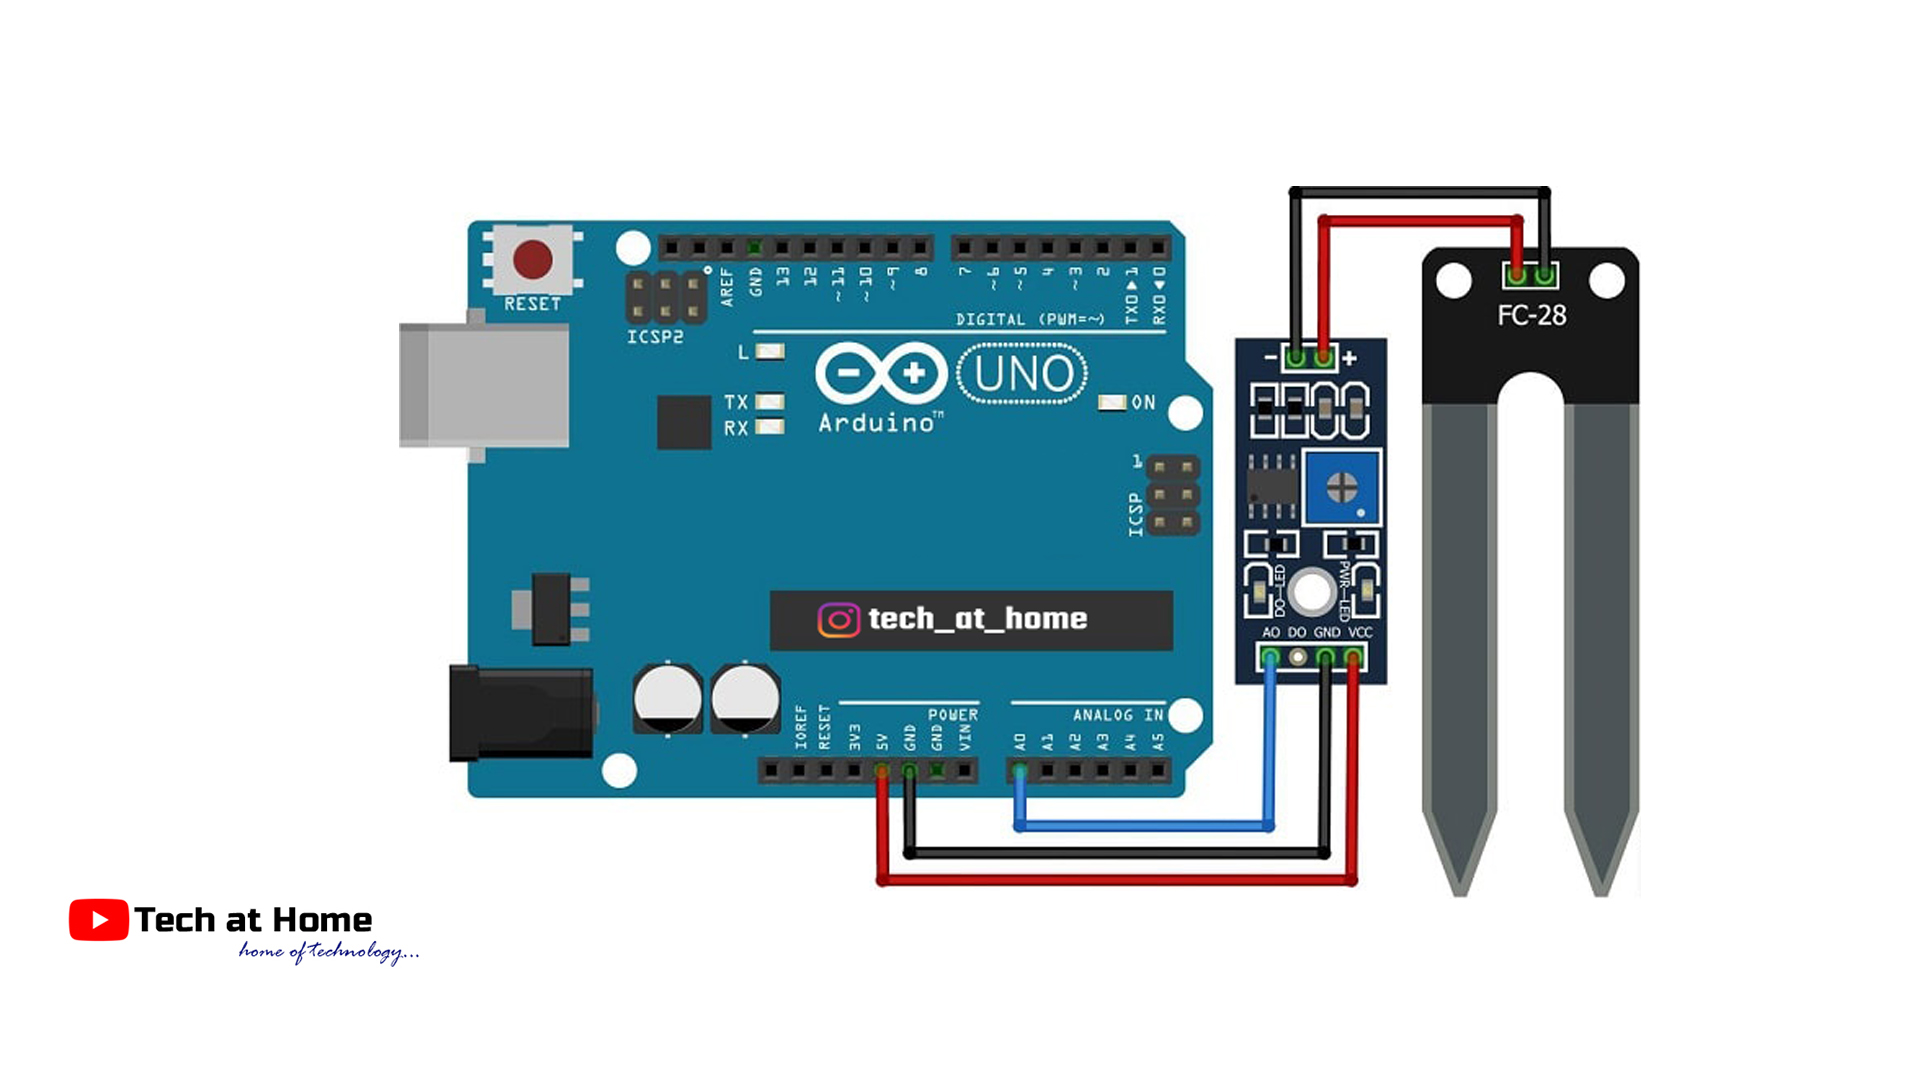 RESET
ICSP2
AREF
GND
13
12
~11
~10
~9
8
7
~6
~5
4
~3
2
TX0▶1
RX0◀0
DIGITAL (PWM=~)
L
TX
RX
UNO
Arduino™
ON
1
ICSP
tech_at_home
IOREF
RESET
3V3
5V
GND
GND
VIN
POWER
ANALOG IN
A0
A1
A2
A3
A4
A5
- +
DO-LED
PWR-LED
AO DO GND VCC
FC-28
Tech at Home
home of technology...